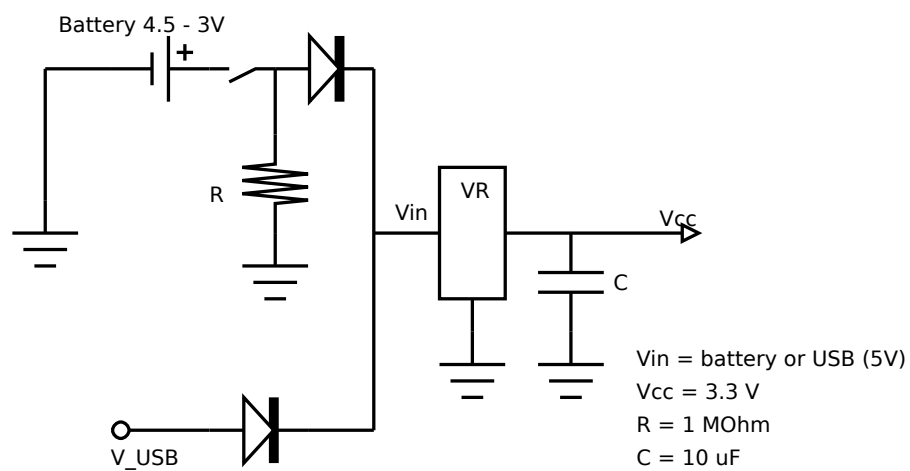 Battery 4.5 - 3V
+
R
Vin
VR
Vcc
C
V_USB
Vin = battery or USB (5V)
Vcc = 3.3 V
R = 1 MOhm
C = 10 uF